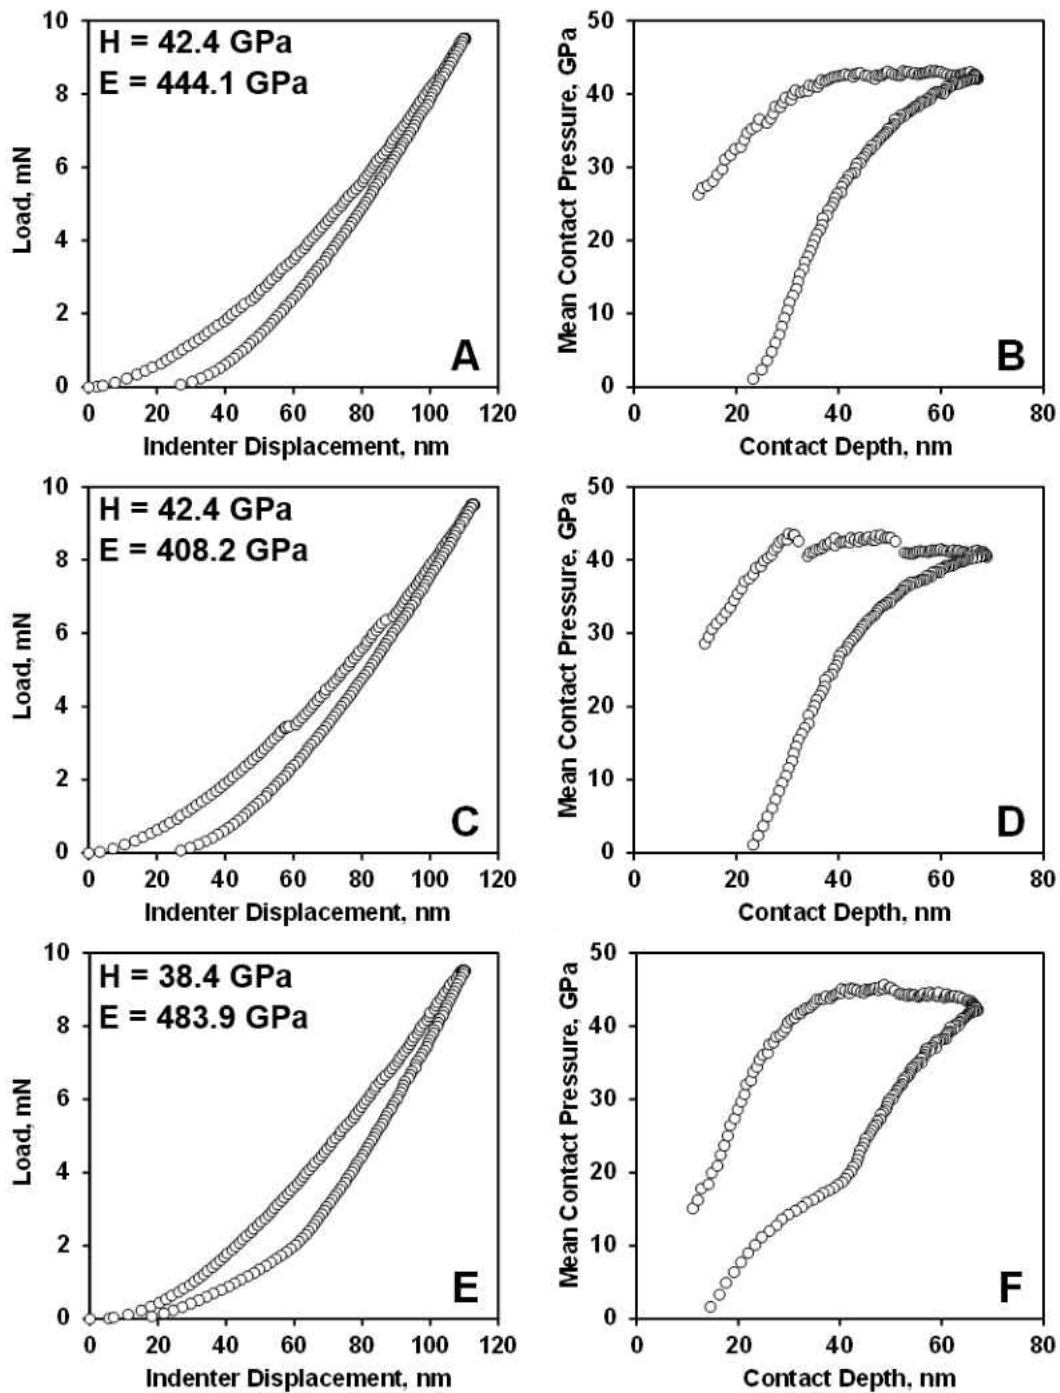 H = 42.4 GPa
E = 444.1 GPa
Load, mN
10
8
6
4
2
0
0 20 40 60 80 100 120
Indenter Displacement, nm
A
Mean Contact Pressure, GPa
50
40
30
20
10
0
0 20 40 60 80
Contact Depth, nm
B
H = 42.4 GPa
E = 408.2 GPa
Load, mN
10
8
6
4
2
0
0 20 40 60 80 100 120
Indenter Displacement, nm
C
Mean Contact Pressure, GPa
50
40
30
20
10
0
0 20 40 60 80
Contact Depth, nm
D
H = 38.4 GPa
E = 483.9 GPa
Load, mN
10
8
6
4
2
0
0 20 40 60 80 100 120
Indenter Displacement, nm
E
Mean Contact Pressure, GPa
50
40
30
20
10
0
0 20 40 60 80
Contact Depth, nm
F